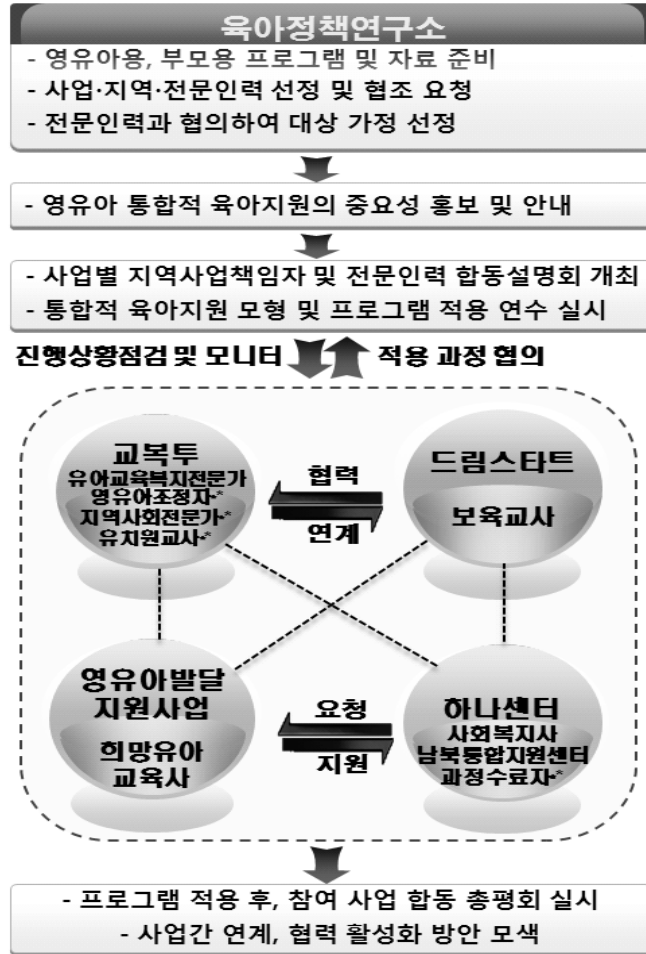 육아정책연구소
- 영유아용, 부모용 프로그램 및 자료 준비
- 사업·지역·전문인력 선정 및 협조 요청
- 전문인력과 협의하여 대상 가정 선정
- 영유아 통합적 육아지원의 중요성 홍보 및 안내
- 사업별 지역사업책임자 및 전문인력 합동설명회 개최
- 통합적 육아지원 모형 및 프로그램 적용 연수 실시
진행상황점검 및 모니터
적용 과정 협의
교복투
유아교육복지전문가
영유아조정자*
지역사회전문가*
유치원교사*
협력
연계
드림스타트
보육교사
영유아발달
지원사업
희망유아
교육사
요청
지원
하나센터
사회복지사
남북통합지원센터
과정수료자*
- 프로그램 적용 후, 참여 사업 합동 총평회 실시
- 사업간 연계, 협력 활성화 방안 모색